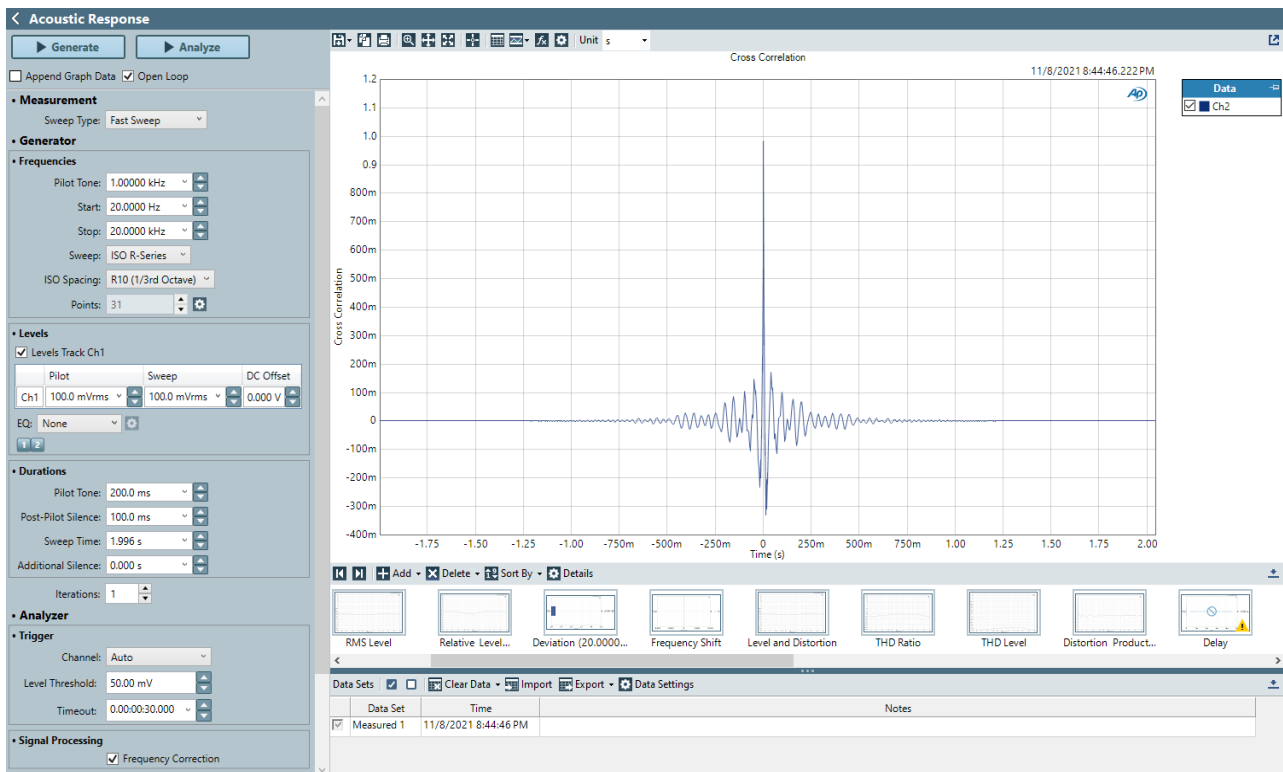 Acoustic Response
Generate Analyze
Append Graph Data Open Loop
• Measurement
Sweep Type: Fast Sweep
• Generator
• Frequencies
Pilot Tone: 1.00000 kHz
Start: 20.0000 Hz
Stop: 20.0000 kHz
Sweep: ISO R-Series
ISO Spacing: R10 (1/3rd Octave)
Points: 31
• Levels
Levels Track Ch1
Pilot Sweep DC Offset
Ch1 100.0 mVrms 100.0 mVrms 0.000 V
EQ: None
1 2
• Durations
Pilot Tone: 200.0 ms
Post-Pilot Silence: 100.0 ms
Sweep Time: 1.996 s
Additional Silence: 0.000 s
Iterations: 1
• Analyzer
• Trigger
Channel: Auto
Level Threshold: 50.00 mV
Timeout: 0.00:00:30.000
• Signal Processing
Frequency Correction
Unit s
Cross Correlation
11/8/2021 8:44:46.222 PM
AP
1.2
1.1
1.0
0.9
800m
700m
600m
500m
400m
300m
200m
100m
0
-100m
-200m
-300m
-400m
Cross Correlation
-1.75 -1.50 -1.25 -1.00 -750m -500m -250m 0 250m 500m 750m 1.00 1.25 1.50 1.75 2.00
Time (s)
Data
Ch2
Add Delete Sort By Details
RMS Level Relative Level... Deviation (20.0000... Frequency Shift Level and Distortion THD Ratio THD Level Distortion Product... Delay
Data Sets Clear Data Import Export Data Settings
Data Set Time Notes
Measured 1 11/8/2021 8:44:46 PM